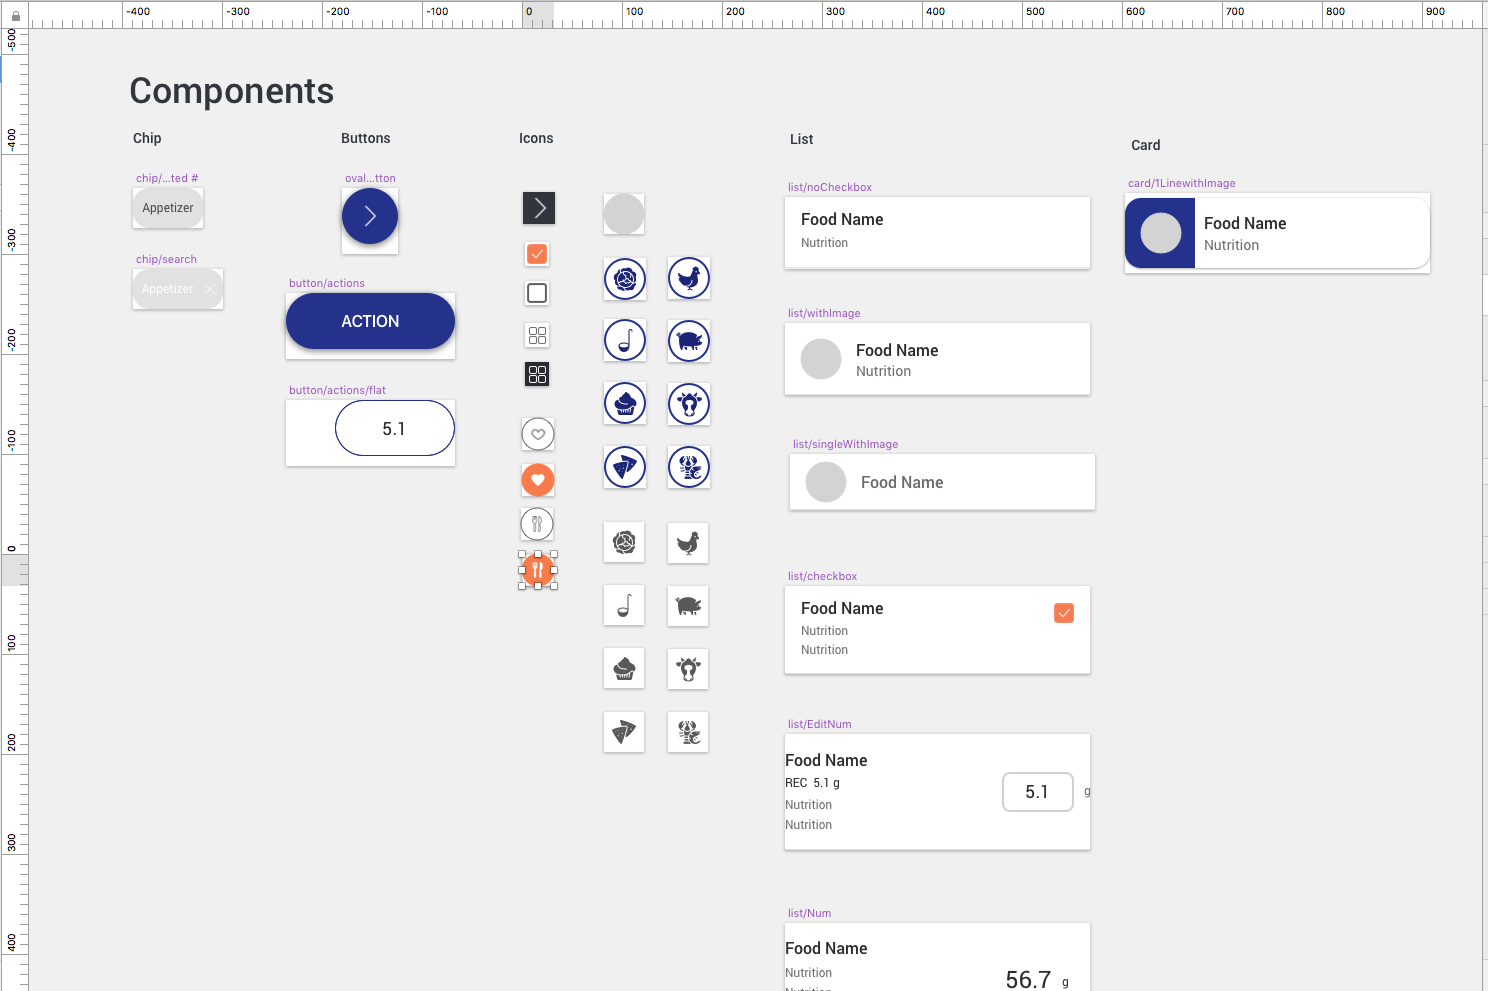 -400 -300 -200 -100 0 100 200 300 400 500 600 700 800 900
-500
-400
-300
-200
-100
0
100
200
300
400
Components
Chip
chip/...ted #
Appetizer
chip/search
Appetizer
Buttons
oval...tton
button/actions
ACTION
button/actions/flat
5.1
Icons
List
list/noCheckbox
Food Name
Nutrition
list/withImage
Food Name
Nutrition
list/singleWithImage
Food Name
list/checkbox
Food Name
Nutrition
Nutrition
list/EditNum
Food Name
REC 5.1 g
Nutrition
Nutrition
5.1 g
list/Num
Food Name
Nutrition
56.7 g
Nutrition
Card
card/1LinewithImage
Food Name
Nutrition